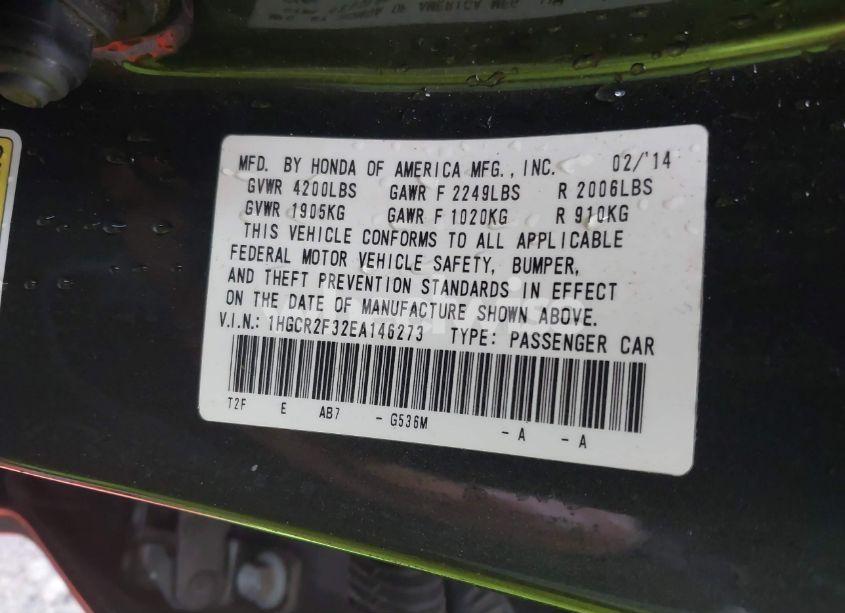 MFD. BY HONDA OF AMERICA MFG., INC. 02/'14
GVWR 4200LBS GAWR F 2249LBS R 2006LBS
GVWR 1905KG GAWR F 1020KG R 910KG
THIS VEHICLE CONFORMS TO ALL APPLICABLE
FEDERAL MOTOR VEHICLE SAFETY, BUMPER,
AND THEFT PREVENTION STANDARDS IN EFFECT
ON THE DATE OF MANUFACTURE SHOWN ABOVE.
V.I.N.: 1HGCR2F32EA146273 TYPE: PASSENGER CAR
T2F E AB7 - G536M - A - A